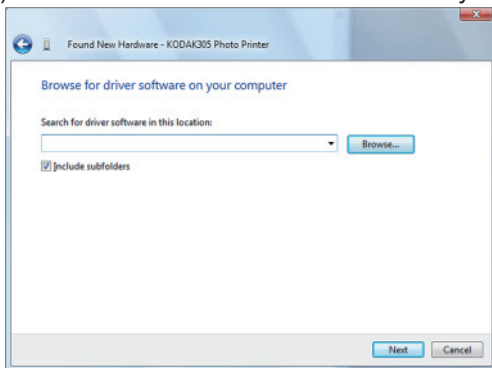 Found New Hardware - KODAK305 Photo Printer
Browse for driver software on your computer
Search for driver software in this location:
Browse...
Include subfolders
Next Cancel